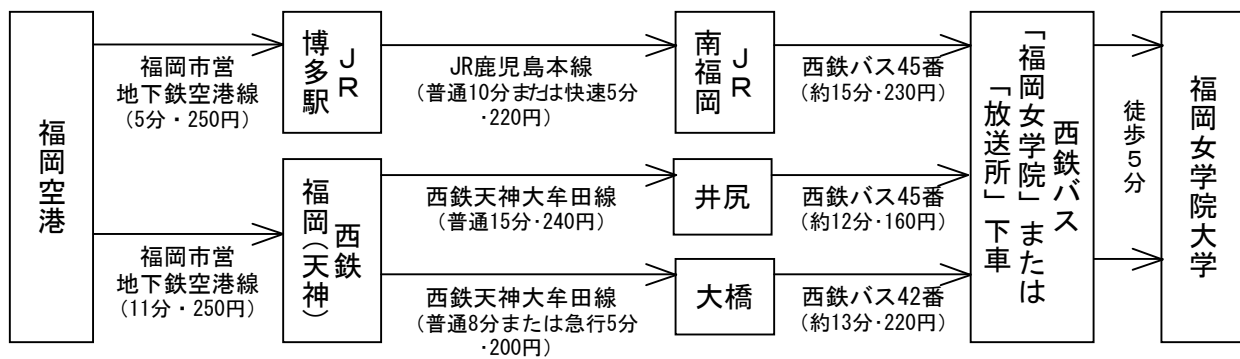 福岡空港
福岡市営
地下鉄空港線
（5分・250円）
JR
博多駅
JR鹿児島本線
（普通10分または快速5分
・220円）
JR
南福岡
西鉄バス45番
（約15分・230円）
福岡市営
地下鉄空港線
（11分・250円）
西鉄
福岡（天神）
西鉄天神大牟田線
（普通15分・240円）
井尻
西鉄バス45番
（約12分・160円）
西鉄天神大牟田線
（普通8分または急行5分
・200円）
大橋
西鉄バス42番
（約13分・220円）
西鉄バス
「福岡女学院」または
「放送所」下車
徒歩５分
福岡女学院大学